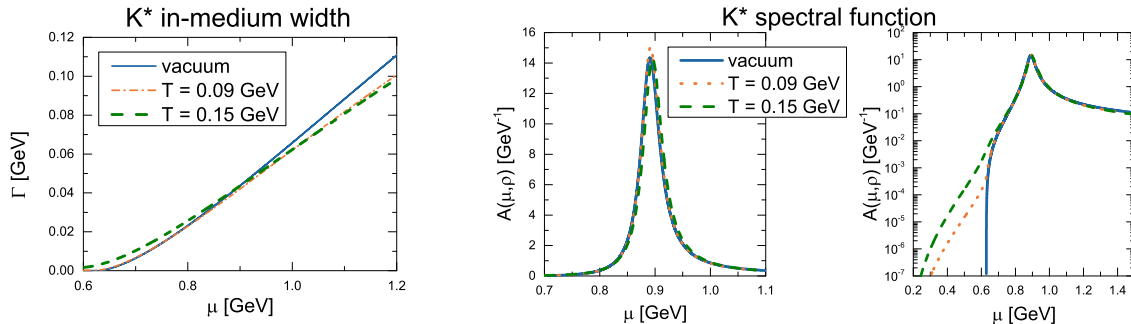 K* in-medium width
0.12
0.10
0.08
0.06
0.04
0.02
0.00
Γ [GeV]
vacuum
T = 0.09 GeV
T = 0.15 GeV
0.6 0.8 1.0 1.2
μ [GeV]
K* spectral function
16
14
12
10
8
6
4
2
0
A(μ,ρ) [GeV⁻¹]
vacuum
T = 0.09 GeV
T = 0.15 GeV
0.7 0.8 0.9 1.0 1.1
μ [GeV]
10²
10¹
10⁰
10⁻¹
10⁻²
10⁻³
10⁻⁴
10⁻⁵
10⁻⁶
10⁻⁷
A(μ,ρ) [GeV⁻¹]
0.2 0.4 0.6 0.8 1.0 1.2 1.4
μ [GeV]